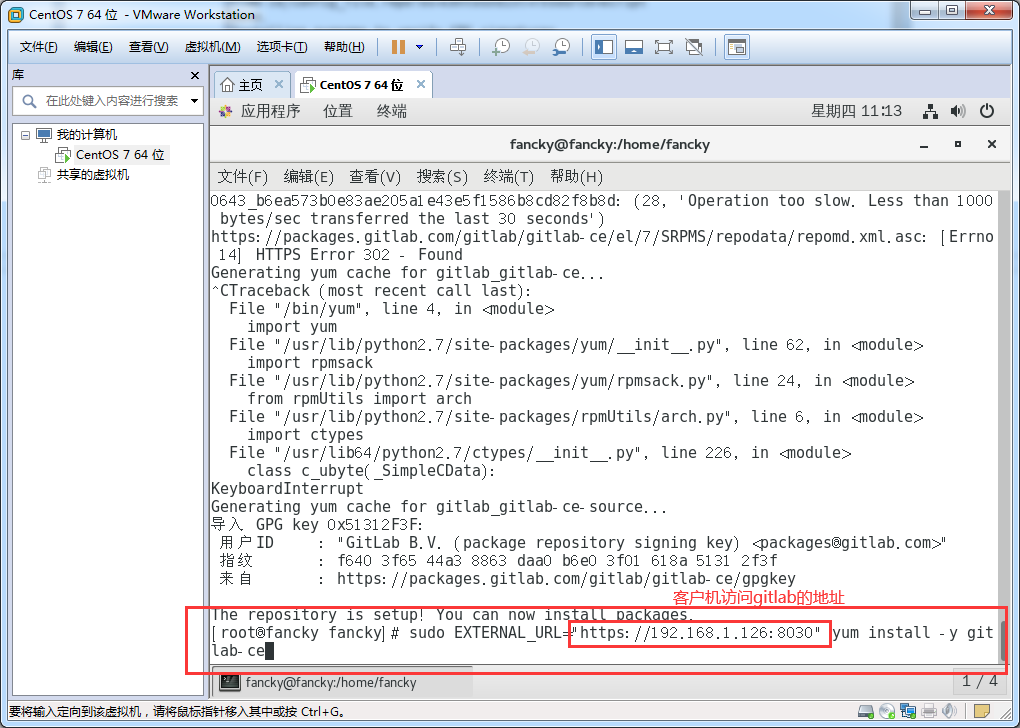 CentOS 7 64 位 - VMware Workstation
文件(F) 编辑(E) 查看(V) 虚拟机(M) 选项卡(T) 帮助(H)
库
在此处键入内容进行搜索
我的计算机
CentOS 7 64 位
共享的虚拟机
主页 CentOS 7 64 位
应用程序 位置 终端 星期四 11:13
fancky@fancky:/home/fancky
文件(F) 编辑(E) 查看(V) 搜索(S) 终端(T) 帮助(H)
0643_b6ea573b0e83ae205a1e43e5f1586b8cd82f8b8d: (28, 'Operation too slow. Less than 1000
bytes/sec transferred the last 30 seconds')
https://packages.gitlab.com/gitlab/gitlab-ce/el/7/SRPMS/repodata/repomd.xml.asc: [Errno
14] HTTPS Error 302 - Found
Generating yum cache for gitlab_gitlab-ce...
^CTraceback (most recent call last):
File "/bin/yum", line 4, in <module>
import yum
File "/usr/lib/python2.7/site-packages/yum/__init__.py", line 62, in <module>
import rpmsack
File "/usr/lib/python2.7/site-packages/yum/rpmsack.py", line 24, in <module>
from rpmUtils import arch
File "/usr/lib/python2.7/site-packages/rpmUtils/arch.py", line 6, in <module>
import ctypes
File "/usr/lib64/python2.7/ctypes/__init__.py", line 226, in <module>
class c_ubyte(_SimpleCData):
KeyboardInterrupt
Generating yum cache for gitlab_gitlab-ce-source...
导入 GPG key 0x51312F3F:
用户ID : "GitLab B.V. (package repository signing key) <packages@gitlab.com>"
指纹 : f640 3f65 44a3 8863 daa0 b6e0 3f01 618a 5131 2f3f
来自 : https://packages.gitlab.com/gitlab/gitlab-ce/gpgkey
客户机访问gitlab的地址
The repository is setup! You can now install packages.
[root@fancky fancky]# sudo EXTERNAL_URL="https://192.168.1.126:8030" yum install -y git
lab-ce
fancky@fancky:/home/fancky 1 / 4
要将输入定向到该虚拟机，请将鼠标指针移入其中或按 Ctrl+G。